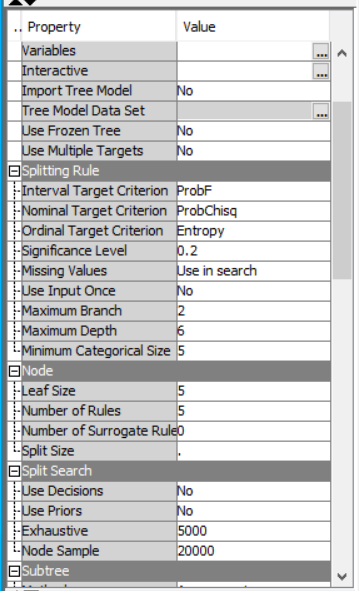 .. Property Value
Variables ...
Interactive ...
Import Tree Model No
Tree Model Data Set ...
Use Frozen Tree No
Use Multiple Targets No
Splitting Rule
Interval Target Criterion ProbF
Nominal Target Criterion ProbChisq
Ordinal Target Criterion Entropy
Significance Level 0.2
Missing Values Use in search
Use Input Once No
Maximum Branch 2
Maximum Depth 6
Minimum Categorical Size 5
Node
Leaf Size 5
Number of Rules 5
Number of Surrogate Rule 0
Split Size .
Split Search
Use Decisions No
Use Priors No
Exhaustive 5000
Node Sample 20000
Subtree